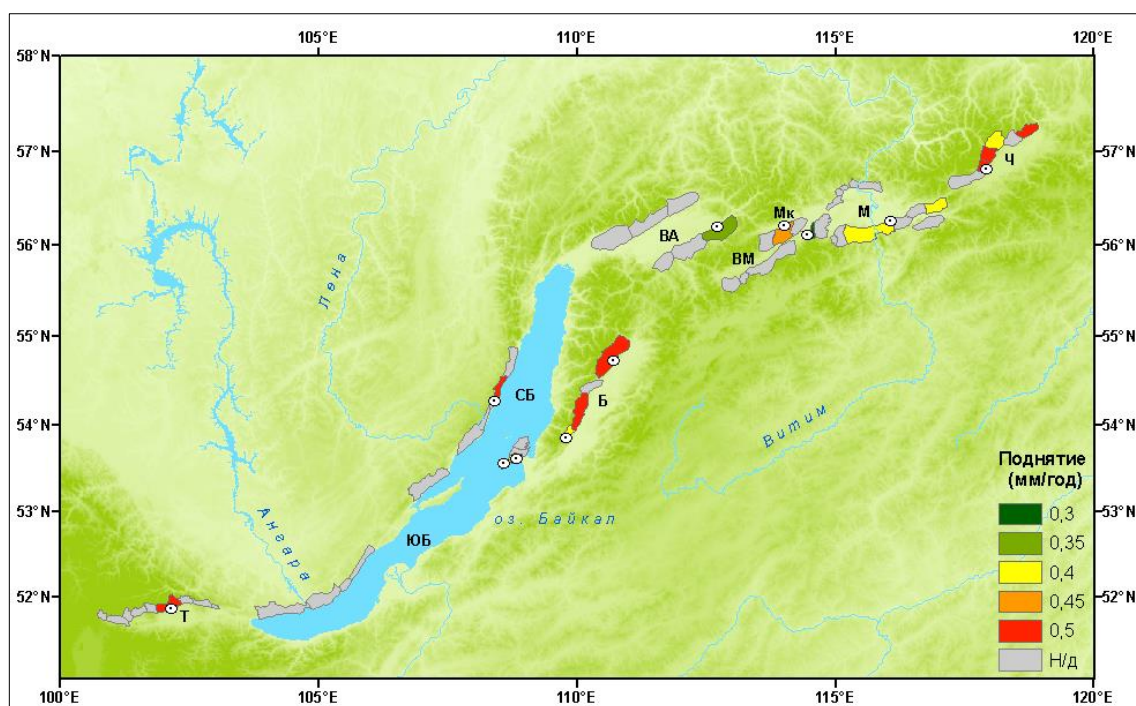 105°E 110°E 115°E 120°E
58°N
57°N 57°N
Ч
Мк М
56°N 56°N
ВА
ВМ
Лена
55°N 55°N
СБ
Б
54°N 54°N
Витим
Поднятие
(мм/год)
0,3
53°N 53°N
оз. Байкал
0,35
Ангара
ЮБ
0,4
52°N 52°N
0,45
Т
0,5
Н/д
100°E 105°E 110°E 115°E 120°E